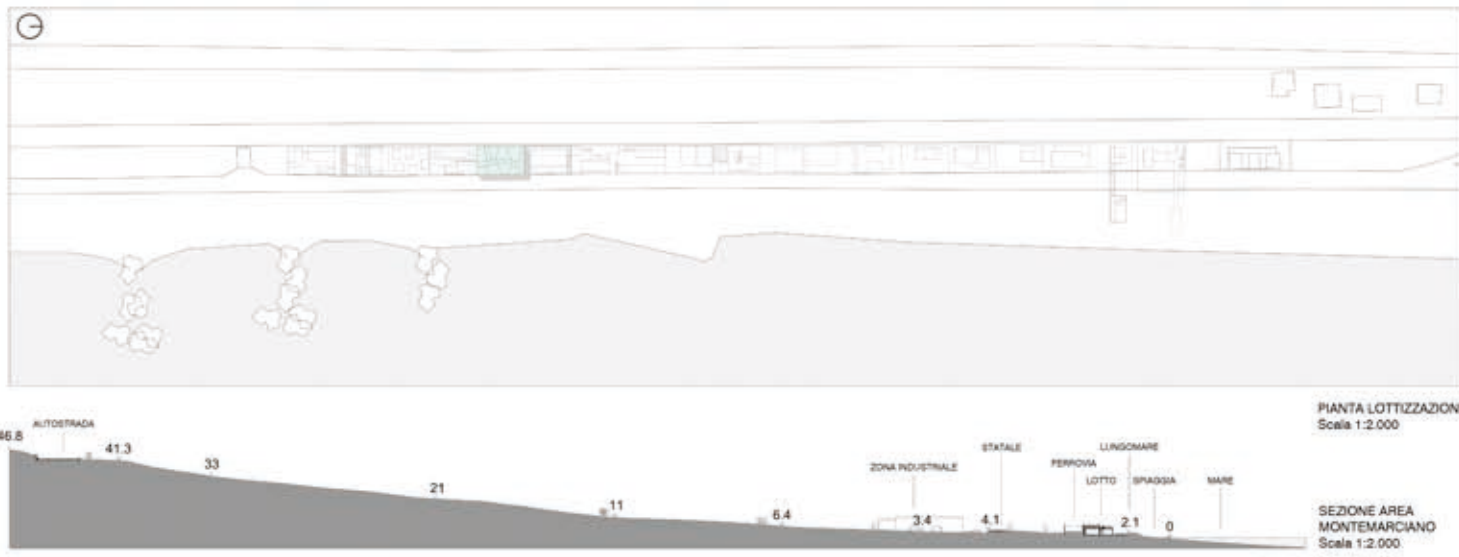 PIANTA LOTTIZZAZION
Scala 1:2.000
46.8
AUTOSTRADA
41.3
33
21
11
6.4
ZONA INDUSTRIALE
3.4
STATALE
4.1
FERROVIA
LOTTO
LUNGOMARE
2.1
SPIAGGIA
0
MARE
SEZIONE AREA
MONTEMARCIANO
Scala 1:2.000